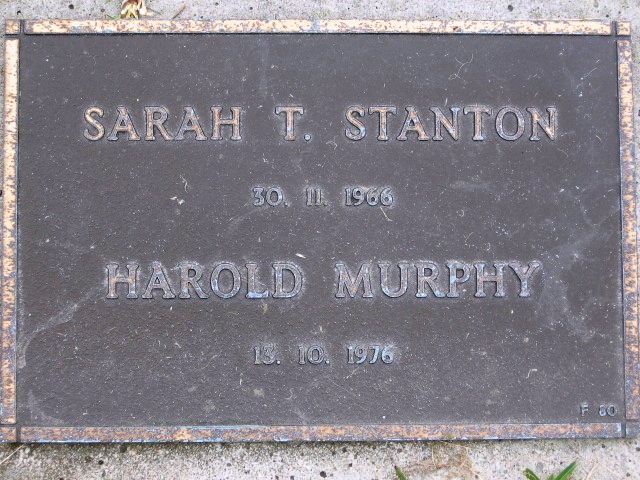 SARAH T. STANTON
30. 11. 1966
HAROLD MURPHY
13. 10. 1976
F 80